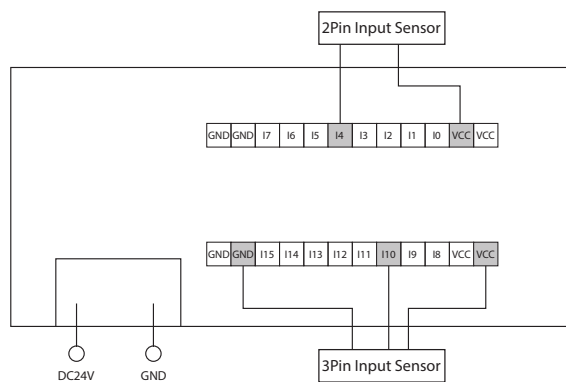 2Pin Input Sensor
GND GND I7 I6 I5 I4 I3 I2 I1 I0 VCC VCC
GND GND I15 I14 I13 I12 I11 I10 I9 I8 VCC VCC
DC24V GND
3Pin Input Sensor